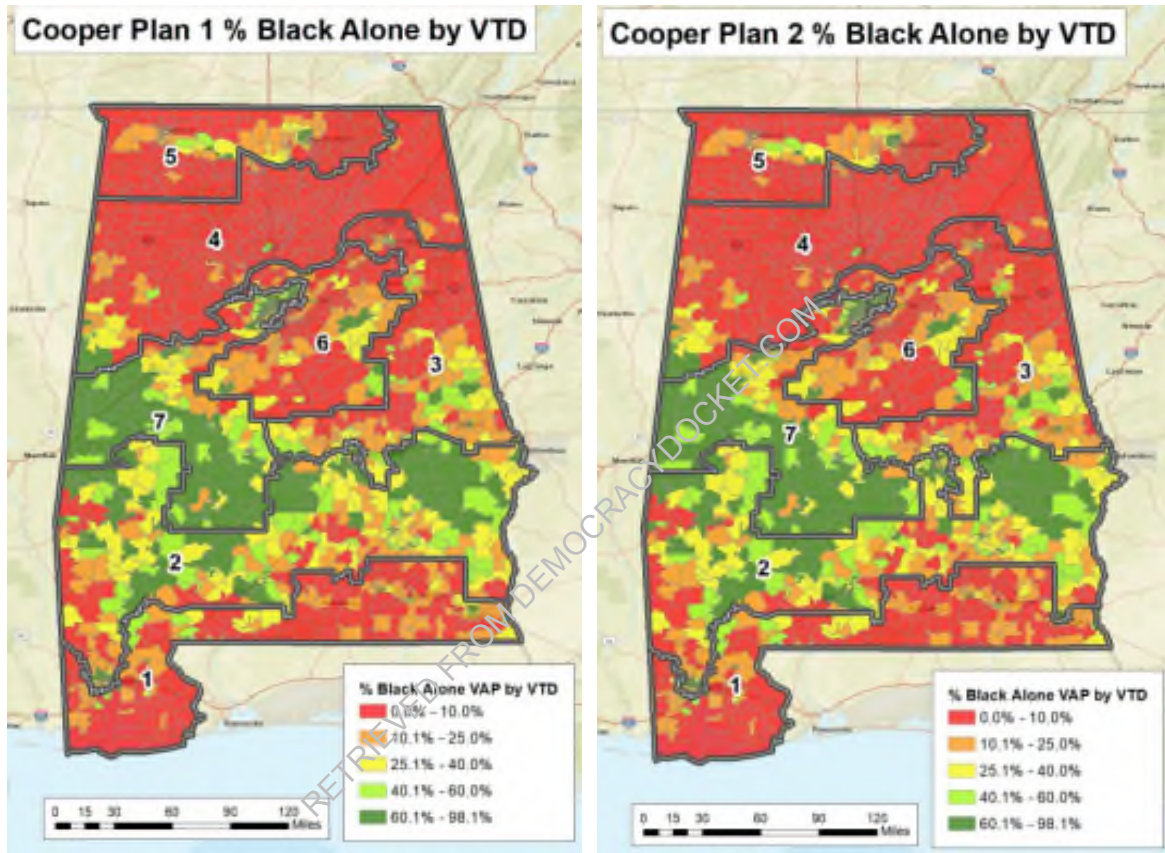 Cooper Plan 1 % Black Alone by VTD
5
4
6
3
7
2
1
% Black Alone VAP by VTD
0.0% - 10.0%
10.1% - 25.0%
25.1% - 40.0%
40.1% - 60.0%
60.1% - 98.1%
0 15 30 60 90 120
Miles
Cooper Plan 2 % Black Alone by VTD
5
4
6
3
7
2
1
% Black Alone VAP by VTD
0.0% - 10.0%
10.1% - 25.0%
25.1% - 40.0%
40.1% - 60.0%
60.1% - 98.1%
0 15 30 60 90 120
Miles
RETRIEVED FROM DEMOCRACYDOCKET.COM